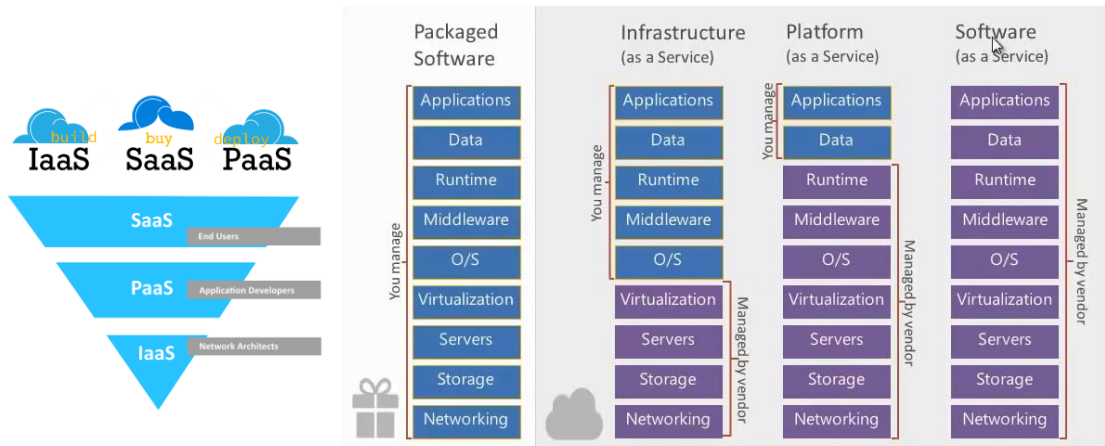 build
IaaS
buy
SaaS
deploy
PaaS
SaaS
End Users
PaaS
Application Developers
IaaS
Network Architects
Packaged
Software
You manage
Applications
Data
Runtime
Middleware
O/S
Virtualization
Servers
Storage
Networking
Infrastructure
(as a Service)
You manage
Applications
Data
Runtime
Middleware
O/S
Virtualization
Servers
Storage
Networking
Managed by vendor
Platform
(as a Service)
You manage
Applications
Data
Runtime
Middleware
O/S
Virtualization
Servers
Storage
Networking
Managed by vendor
Software
(as a Service)
Applications
Data
Runtime
Middleware
O/S
Virtualization
Servers
Storage
Networking
Managed by vendor